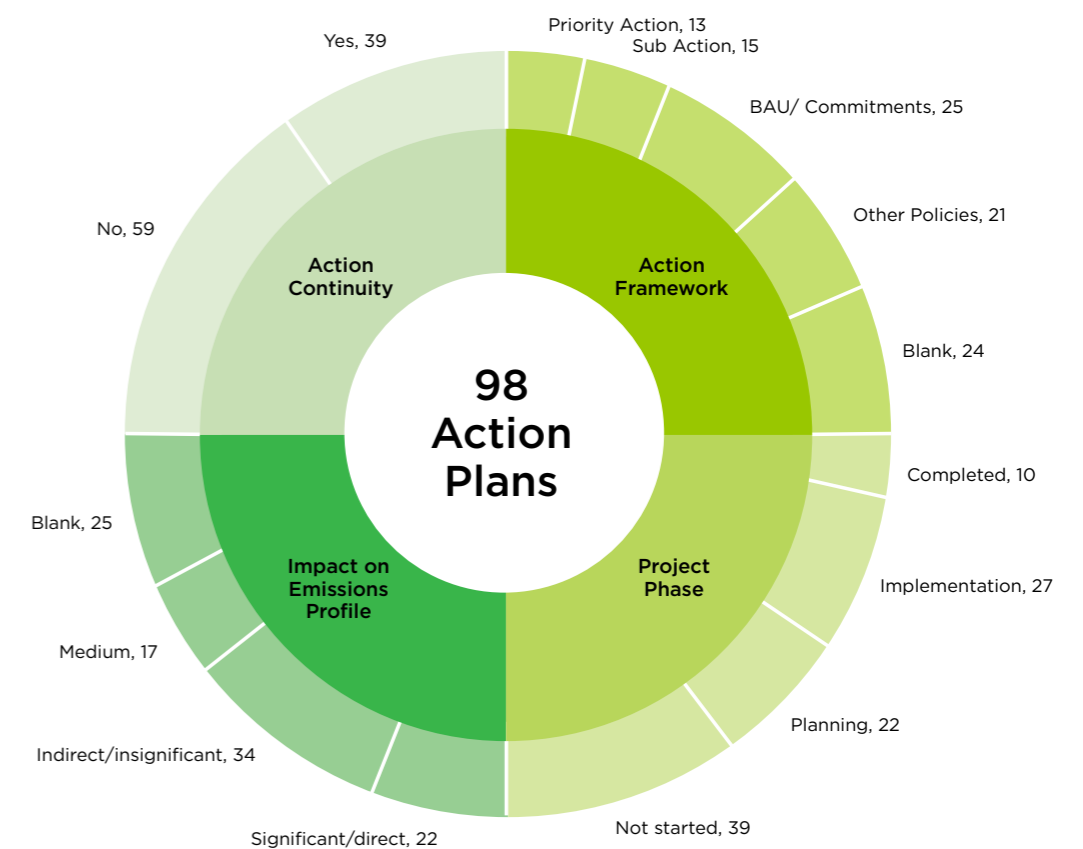 Priority Action, 13
Sub Action, 15
Yes, 39
BAU/ Commitments, 25
Other Policies, 21
No, 59
Action
Continuity
Action
Framework
Blank, 24
98
Action
Plans
Completed, 10
Blank, 25
Impact on
Emissions
Profile
Project
Phase
Implementation, 27
Medium, 17
Planning, 22
Indirect/insignificant, 34
Not started, 39
Significant/direct, 22